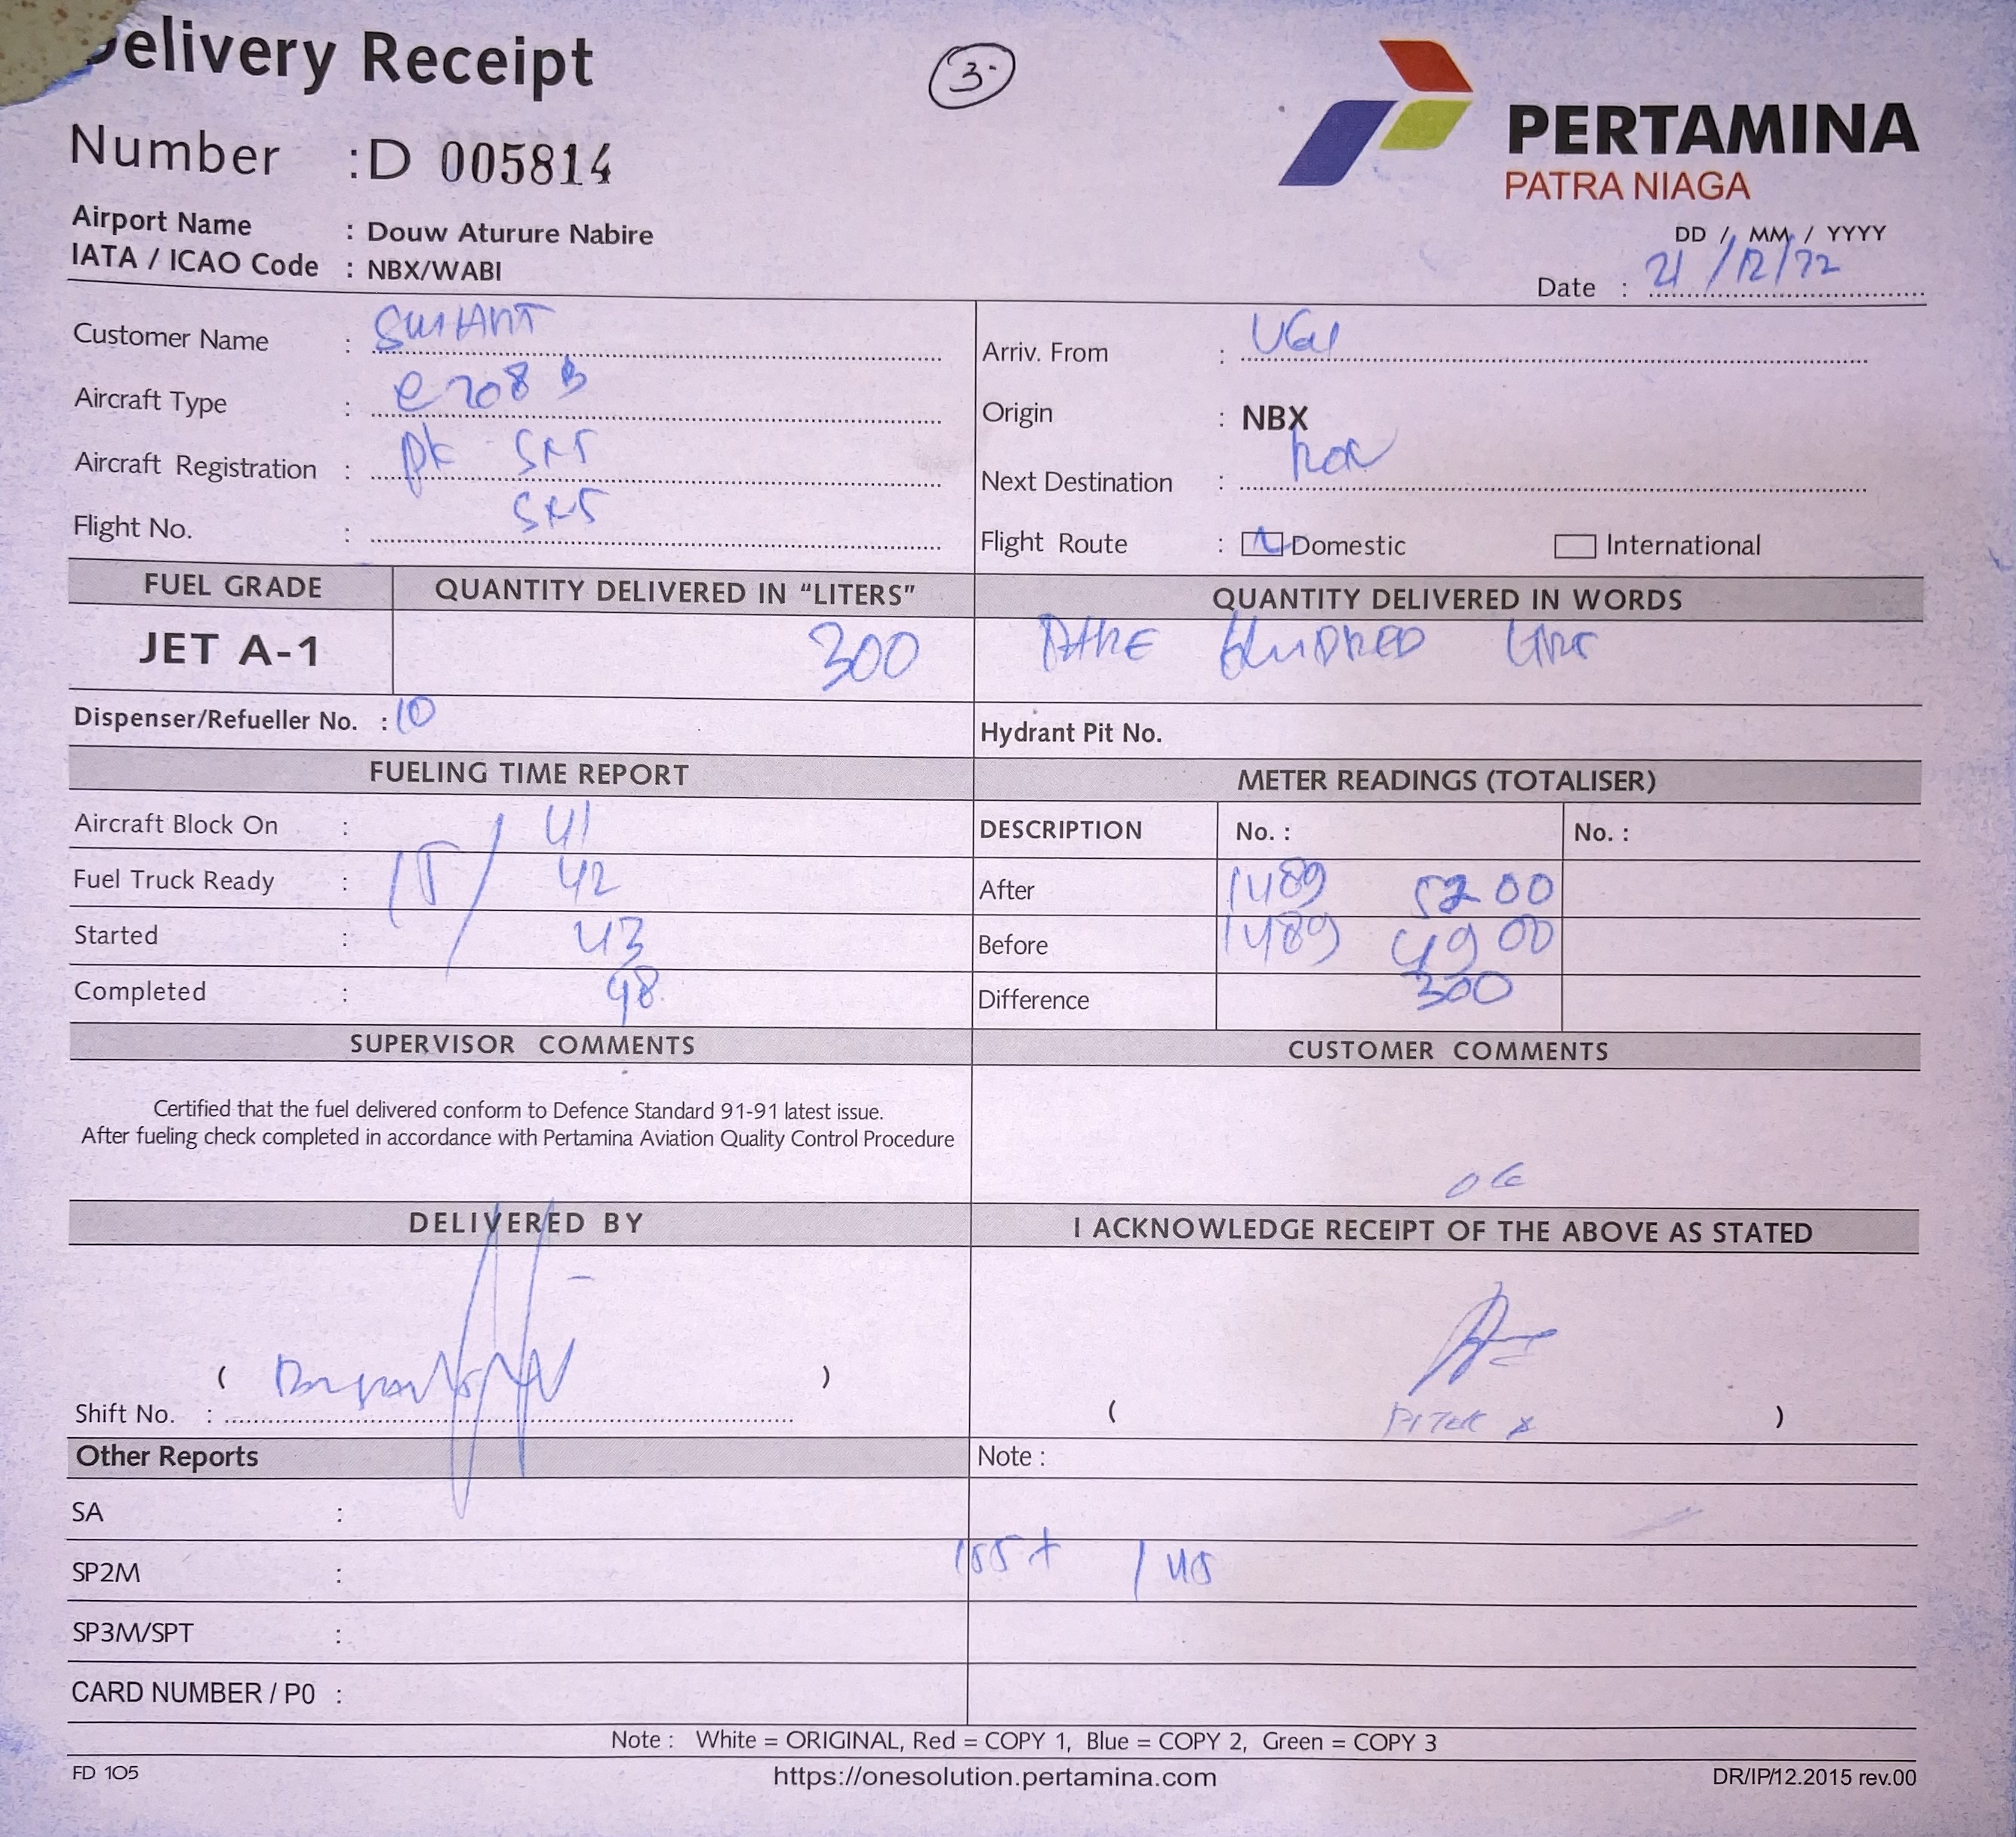 Delivery Receipt
3
Number : D 005814
PERTAMINA
PATRA NIAGA
Airport Name : Douw Aturure Nabire
IATA / ICAO Code : NBX/WABI
DD / MM / YYYY
Date : 21/12/22
Customer Name :
Arriv. From : UGI
Aircraft Type : C208 B
Origin : NBX
Aircraft Registration : PK
Next Destination :
Flight No. :
Flight Route : Domestic International
FUEL GRADE QUANTITY DELIVERED IN “LITERS” QUANTITY DELIVERED IN WORDS
JET A-1 300 HUNDRED
Dispenser/Refueller No. : 10
Hydrant Pit No.
FUELING TIME REPORT METER READINGS (TOTALISER)
Aircraft Block On : 41
DESCRIPTION No. : No. :
Fuel Truck Ready : 15 / 42
After 1489 5200
Started : 43
Before 1489 4900
Completed : 48
Difference 300
SUPERVISOR COMMENTS CUSTOMER COMMENTS
Certified that the fuel delivered conform to Defence Standard 91-91 latest issue.
After fueling check completed in accordance with Pertamina Aviation Quality Control Procedure
DELIVERED BY I ACKNOWLEDGE RECEIPT OF THE ABOVE AS STATED
( )
Shift No. :
( )
Other Reports Note :
SA :
SP2M : 155+ / 45
SP3M/SPT :
CARD NUMBER / P0 :
Note : White = ORIGINAL, Red = COPY 1, Blue = COPY 2, Green = COPY 3
FD 105 https://onesolution.pertamina.com DR/IP/12.2015 rev.00